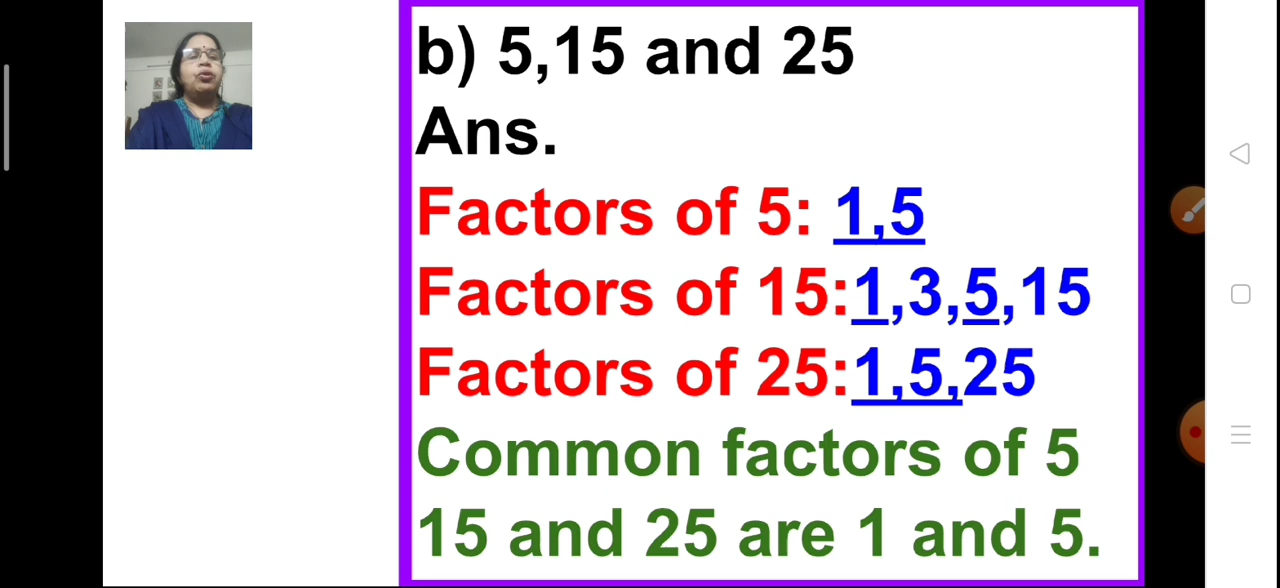 b) 5,15 and 25
Ans.
Factors of 5: 1,5
Factors of 15:1,3,5,15
Factors of 25:1,5,25
Common factors of 5
15 and 25 are 1 and 5.